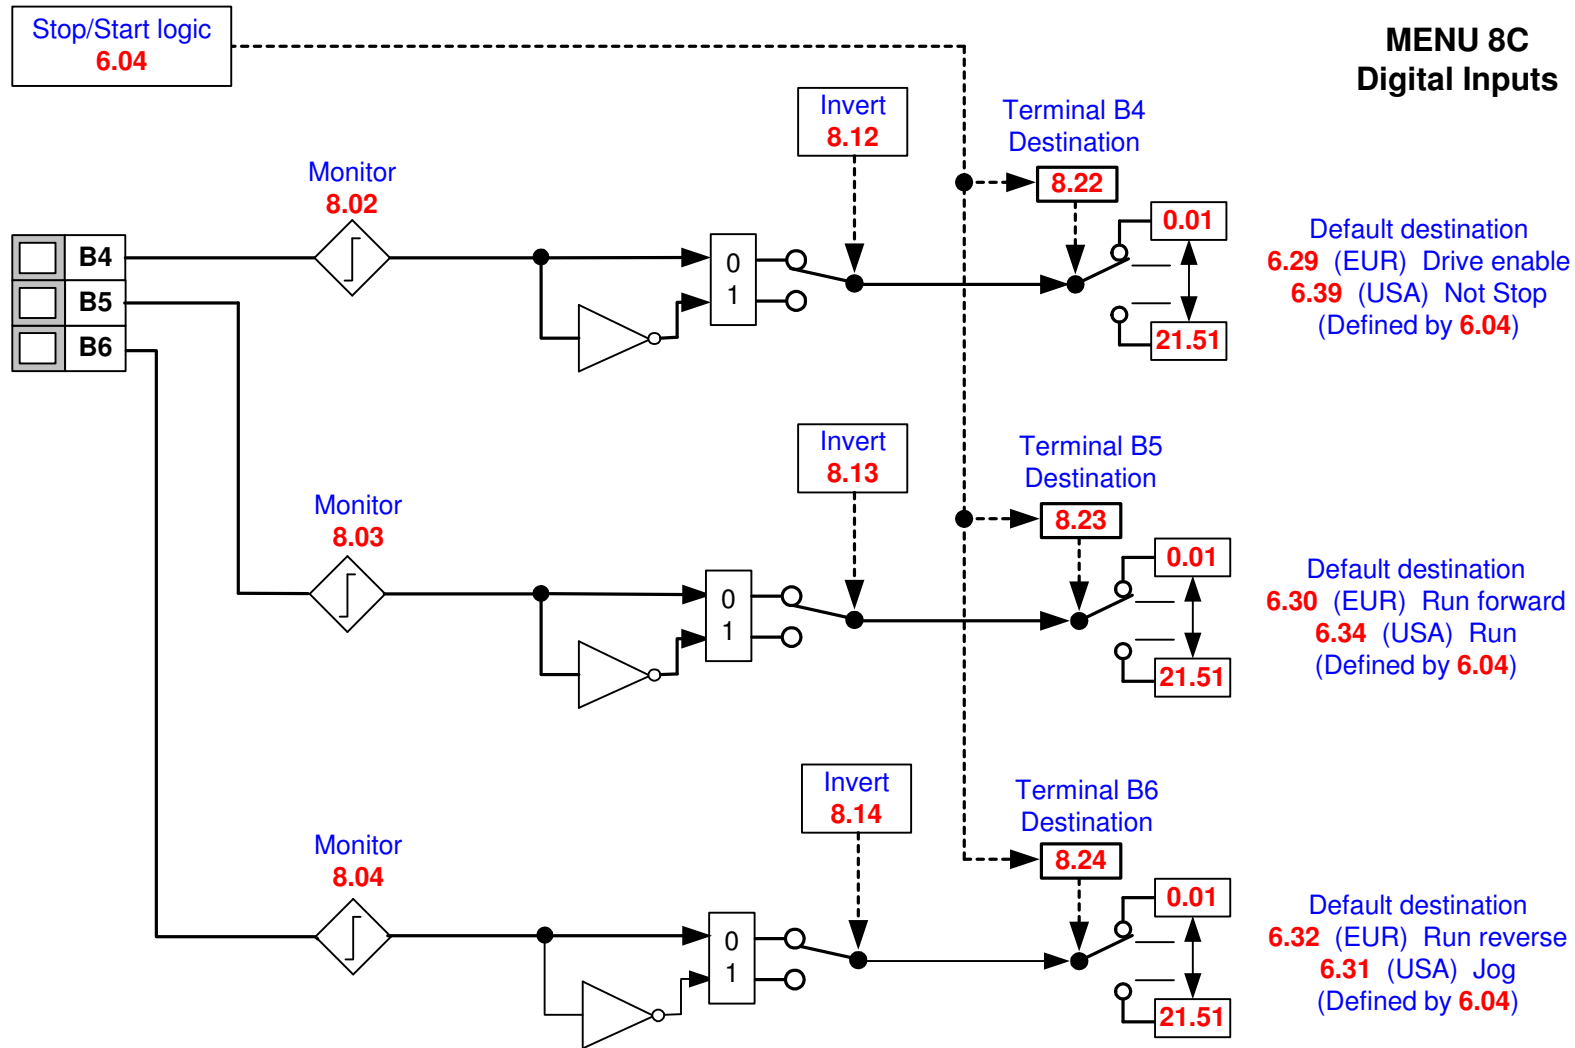 Stop/Start logic
6.04
MENU 8C
Digital Inputs
Invert
8.12
Terminal B4
Destination
8.22
Monitor
8.02
0.01
B4
B5
B6
0
1
21.51
Default destination
6.29 (EUR) Drive enable
6.39 (USA) Not Stop
(Defined by 6.04)
Invert
8.13
Terminal B5
Destination
8.23
Monitor
8.03
0.01
0
1
21.51
Default destination
6.30 (EUR) Run forward
6.34 (USA) Run
(Defined by 6.04)
Invert
8.14
Terminal B6
Destination
8.24
Monitor
8.04
0.01
0
1
21.51
Default destination
6.32 (EUR) Run reverse
6.31 (USA) Jog
(Defined by 6.04)